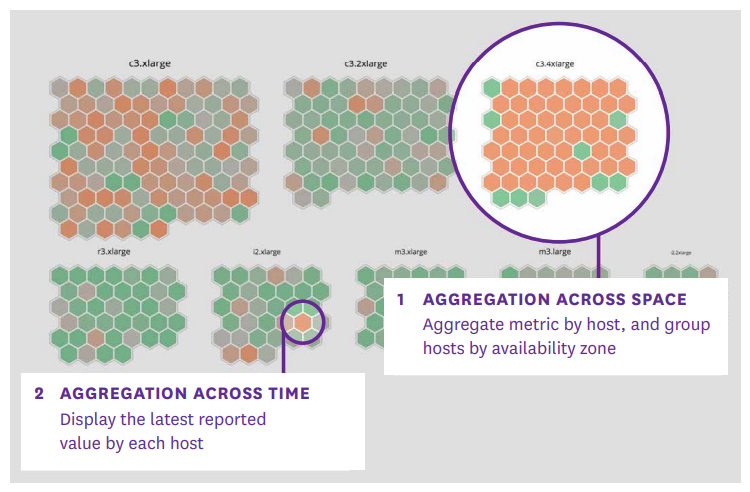 c3.xlarge
c3.2xlarge
c3.4xlarge
r3.xlarge
i2.xlarge
m3.xlarge
m3.large
i2.2xlarge
1 AGGREGATION ACROSS SPACE
Aggregate metric by host, and group
hosts by availability zone
2 AGGREGATION ACROSS TIME
Display the latest reported
value by each host